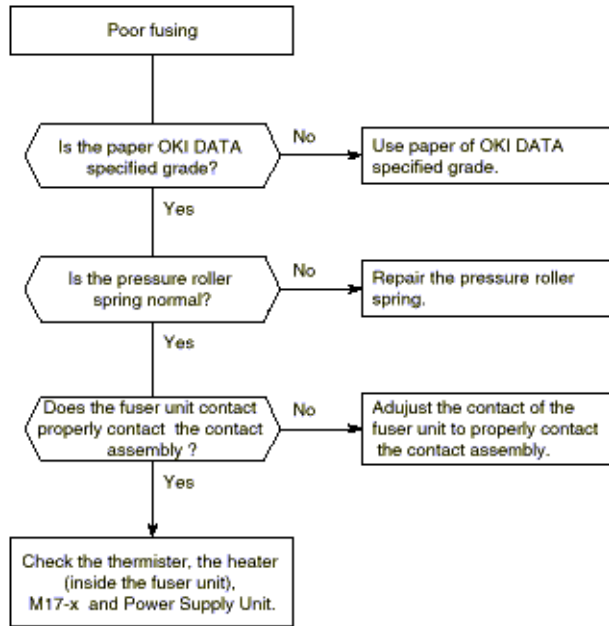 Poor fusing
Is the paper OKI DATA
specified grade?
No
Use paper of OKI DATA
specified grade.
Yes
Is the pressure roller
spring normal?
No
Repair the pressure roller
spring.
Yes
Does the fuser unit contact
properly contact the contact
assembly ?
No
Adujust the contact of the
fuser unit to properly contact
the contact assembly.
Yes
Check the thermister, the heater
(inside the fuser unit),
M17-x and Power Supply Unit.